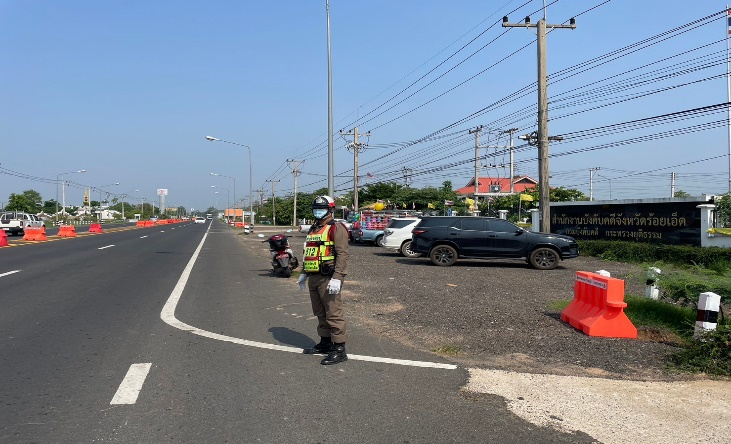 สำนักงานบังคับคดีจังหวัดร้อยเอ็ด
กรมบังคับคดี กระทรวงยุติธรรม
512